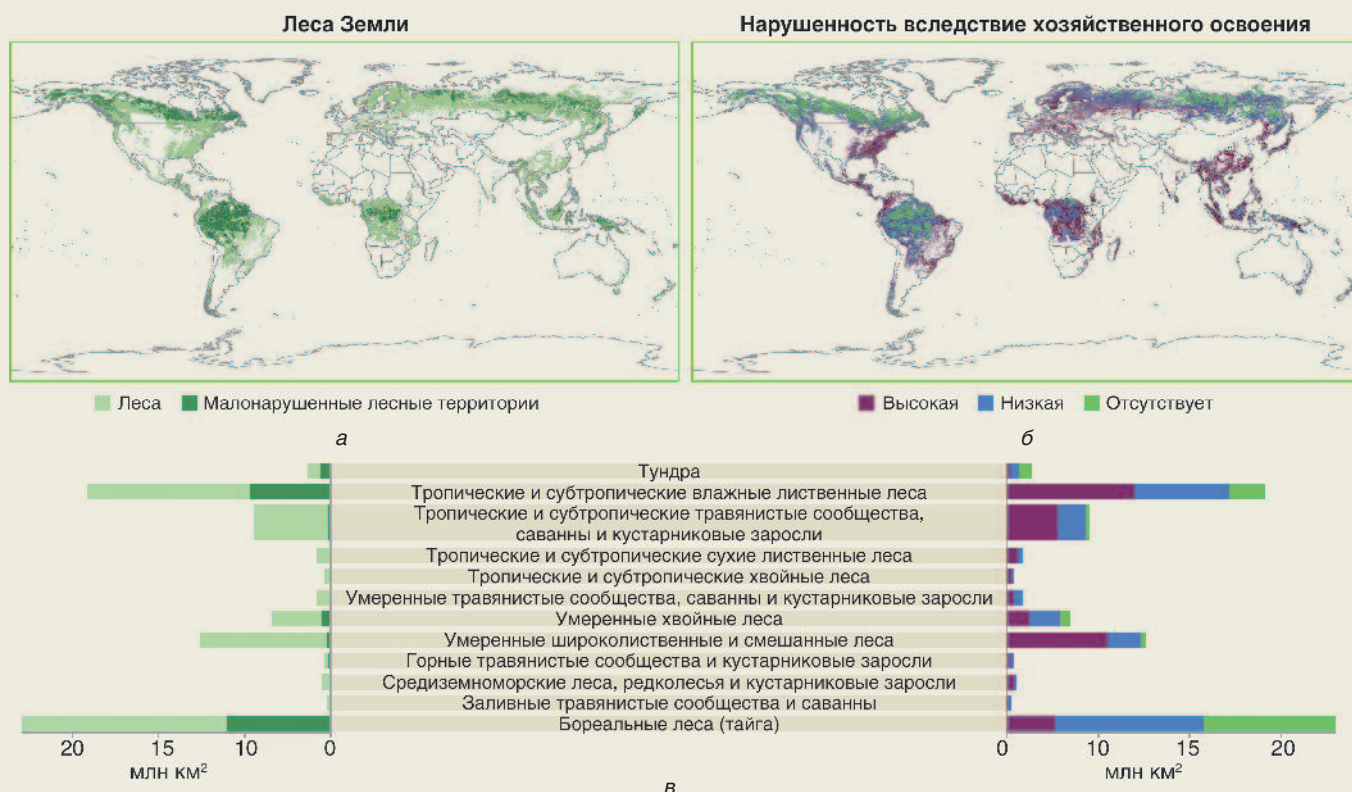 Леса Земли
Нарушенность вследствие хозяйственного освоения
Леса
Малонарушенные лесные территории
Высокая
Низкая
Отсутствует
а
б
Тундра
Тропические и субтропические влажные лиственные леса
Тропические и субтропические травянистые сообщества,
саванны и кустарниковые заросли
Тропические и субтропические сухие лиственные леса
Тропические и субтропические хвойные леса
Умеренные травянистые сообщества, саванны и кустарниковые заросли
Умеренные хвойные леса
Умеренные широколиственные и смешанные леса
Горные травянистые сообщества и кустарниковые заросли
Средиземноморские леса, редколесья и кустарниковые заросли
Заливные травянистые сообщества и саванны
Бореальные леса (тайга)
20 15 10 0
0 10 15 20
млн км²
млн км²
в